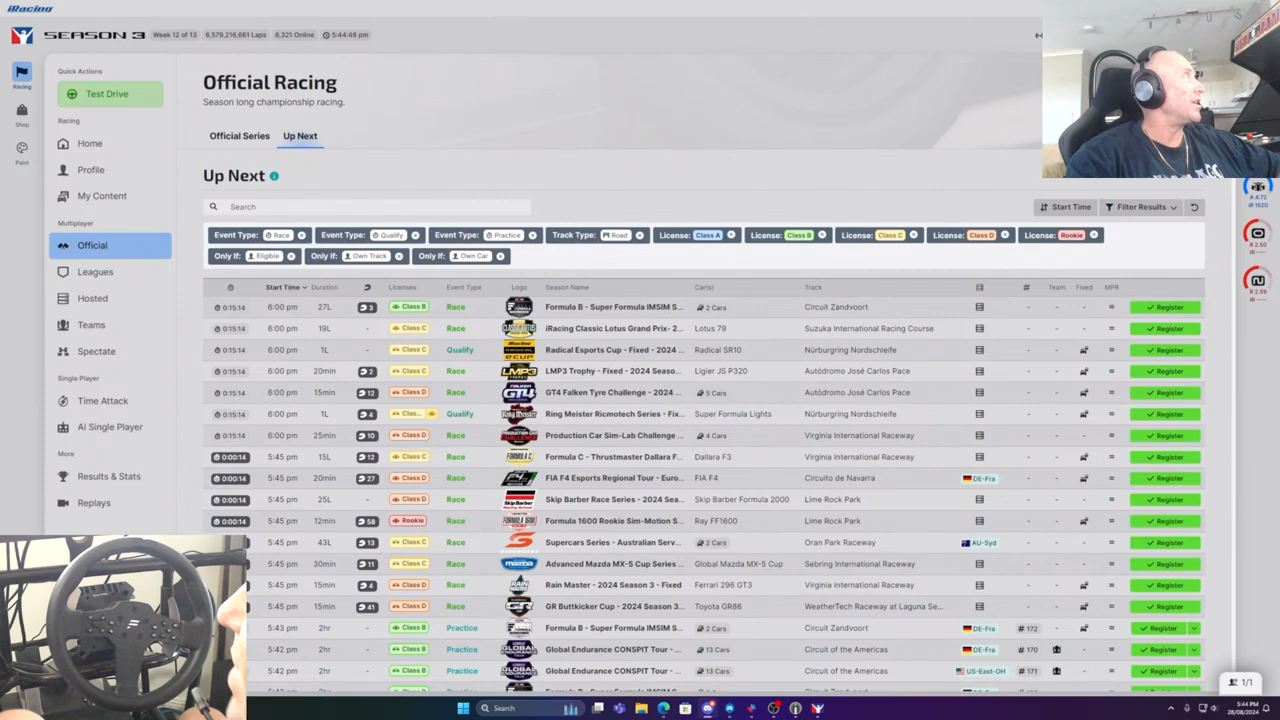 iRacing
SEASON 3 Week 12 of 13 6,579,216,661 Laps 6,321 Online 5:44:46 pm
Racing
Shop
Paint
Quick Actions
Test Drive
Racing
Home
Profile
My Content
Multiplayer
Official
Leagues
Hosted
Teams
Spectate
Single Player
Time Attack
AI Single Player
More
Results & Stats
Replays
Official Racing
Season long championship racing.
Official Series Up Next
Up Next
Search Start Time Filter Results
Event Type: Race Event Type: Qualify Event Type: Practice Track Type: Road License: Class A License: Class B License: Class C License: Class D License: Rookie
Only If: Eligible Only If: Own Track Only If: Own Car
Start Time Duration Licenses Event Type Logo Season Name Car(s) Track # Team Fixed MPR
0:15:14 6:00 pm 27L 3 Class B Race Formula B - Super Formula IMSIM S... 2 Cars Circuit Zandvoort - - = Register
0:15:14 6:00 pm 19L - Class C Race iRacing Classic Lotus Grand Prix- 2... Lotus 79 Suzuka International Racing Course - - - = Register
0:15:14 6:00 pm 1L - Class C Qualify Radical Esports Cup - Fixed - 2024 ... Radical SR10 Nürburgring Nordschleife - = Register
0:15:14 6:00 pm 20min 2 Class C Race LMP3 Trophy - Fixed - 2024 Seaso... Ligier JS P320 Autódromo José Carlos Pace - = Register
0:15:14 6:00 pm 15min 12 Class D Race GT4 Falken Tyre Challenge - 2024 ... 5 Cars Autódromo José Carlos Pace - = Register
0:15:14 6:00 pm 1L 4 Clas... Qualify Ring Meister Ricmotech Series - Fix... Super Formula Lights Nürburgring Nordschleife - = Register
0:15:14 6:00 pm 25min 10 Class D Race Production Car Sim-Lab Challenge ... 4 Cars Virginia International Raceway - = Register
0:00:14 5:45 pm 15L 12 Class C Race Formula C - Thrustmaster Dallara F... Dallara F3 Virginia International Raceway - = Register
0:00:14 5:45 pm 20min 27 Class D Race FIA F4 Esports Regional Tour - Euro... FIA F4 Circuito de Navarra DE-Fra - = Register
0:00:14 5:45 pm 25L - Class D Race Skip Barber Race Series - 2024 Sea... Skip Barber Formula 2000 Lime Rock Park - - - = Register
0:00:14 5:45 pm 12min 58 Rookie Race Formula 1600 Rookie Sim-Motion S... Ray FF1600 Lime Rock Park - = Register
0:00:14 5:45 pm 43L 13 Class C Race Supercars Series - Australian Serv... 2 Cars Oran Park Raceway AU-Syd - - - = Register
0:00:14 5:45 pm 30min 11 Class C Race Advanced Mazda MX-5 Cup Series ... Global Mazda MX-5 Cup Sebring International Raceway - = Register
0:00:14 5:45 pm 15min 4 Class D Race Rain Master - 2024 Season 3 - Fixed Ferrari 296 GT3 Virginia International Raceway - = Register
0:00:14 5:45 pm 15min 41 Class D Race GR Buttkicker Cup - 2024 Season 3... Toyota GR86 WeatherTech Raceway at Laguna Se... - = Register
5:43 pm 2hr - Class B Practice Formula B - Super Formula IMSIM S... 2 Cars Circuit Zandvoort DE-Fra # 172 - = Register
5:42 pm 2hr - Class B Practice Global Endurance CONSPIT Tour - ... 13 Cars Circuit of the Americas DE-Fra # 170 - = Register
5:42 pm 2hr - Class B Practice Global Endurance CONSPIT Tour - ... 13 Cars Circuit of the Americas US-East-OH # 171 - = Register
A 4.72
iR 1520
R 2.50
iR ----
R 2.59
iR ----
1/1
Search
5:44 PM
28/08/2024